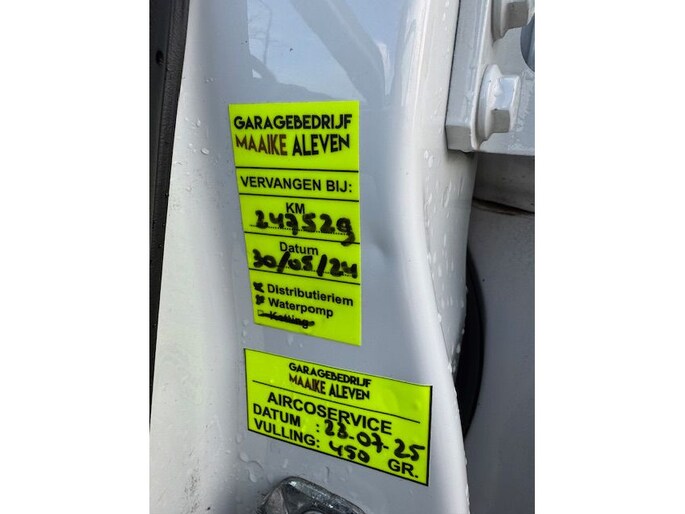 GARAGEBEDRIJF
MAAIKE ALEVEN
VERVANGEN BIJ:
KM
247529
Datum
30/05/24
Distributieriem
Waterpomp
Ketting
GARAGEBEDRIJF
MAAIKE ALEVEN
AIRCOSERVICE
DATUM : 23-07-25
VULLING: 450 GR.